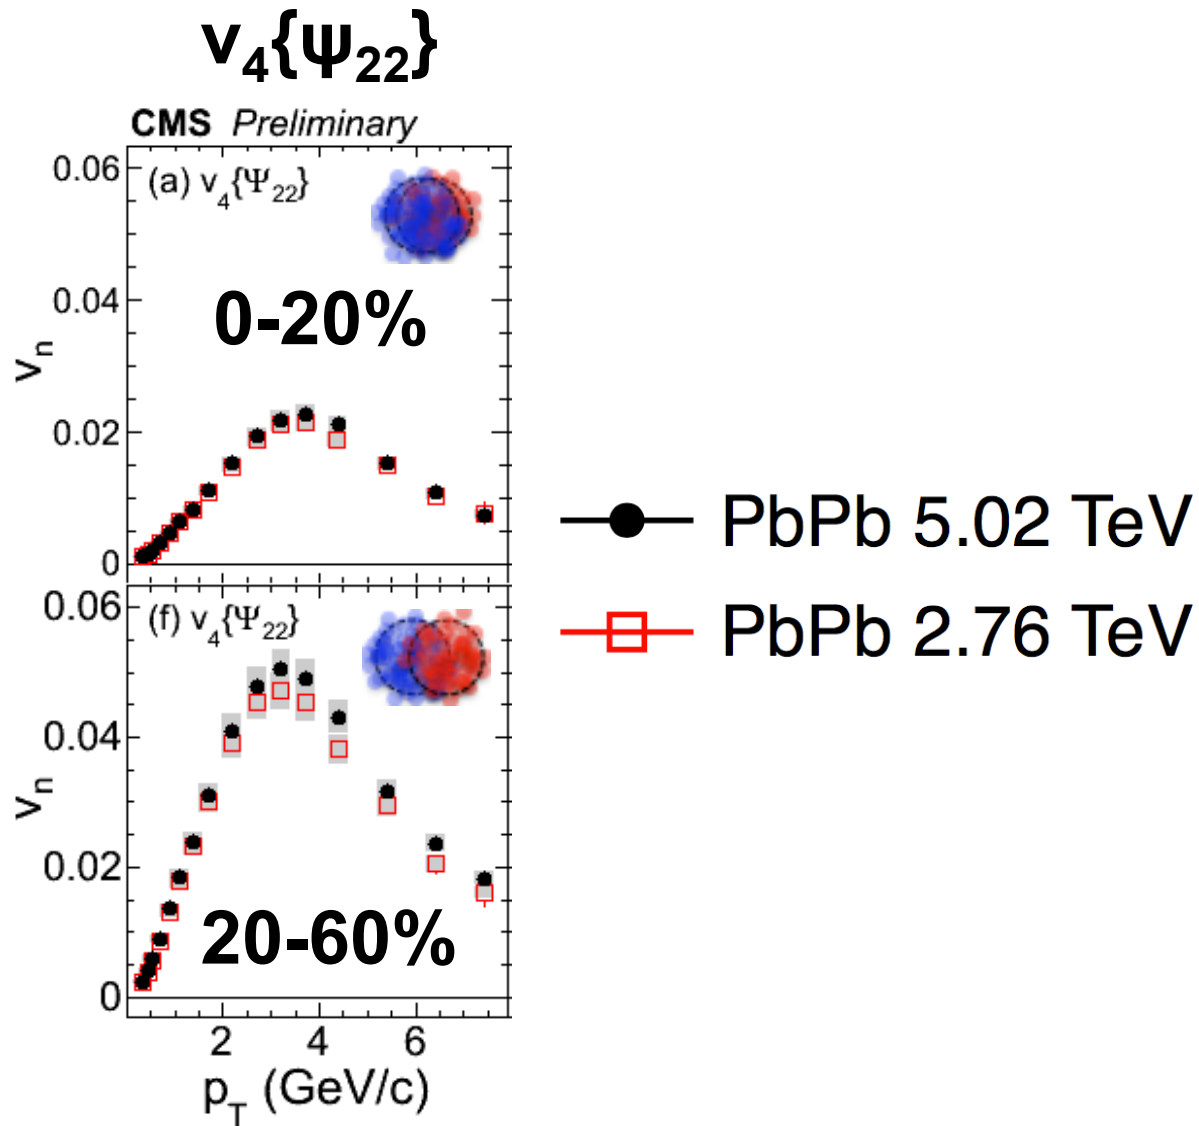 v4{ψ22}
CMS Preliminary
0.06
(a) v4{Ψ22}
0.04
0-20%
vn
0.02
0
PbPb 5.02 TeV
PbPb 2.76 TeV
0.06
(f) v4{Ψ22}
0.04
vn
0.02
20-60%
0
2 4 6
pT (GeV/c)